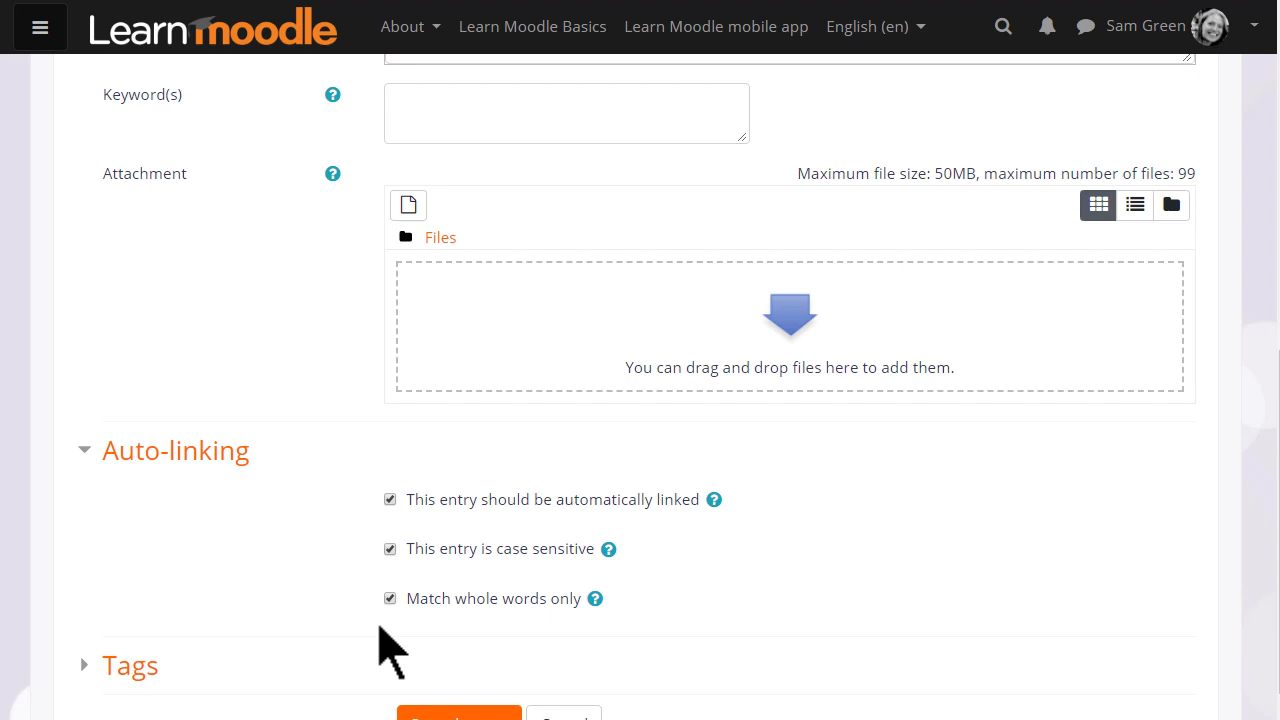 Learn moodle About Learn Moodle Basics Learn Moodle mobile app English (en) Sam Green
Keyword(s)
Attachment Maximum file size: 50MB, maximum number of files: 99
Files
You can drag and drop files here to add them.
Auto-linking
This entry should be automatically linked
This entry is case sensitive
Match whole words only
Tags